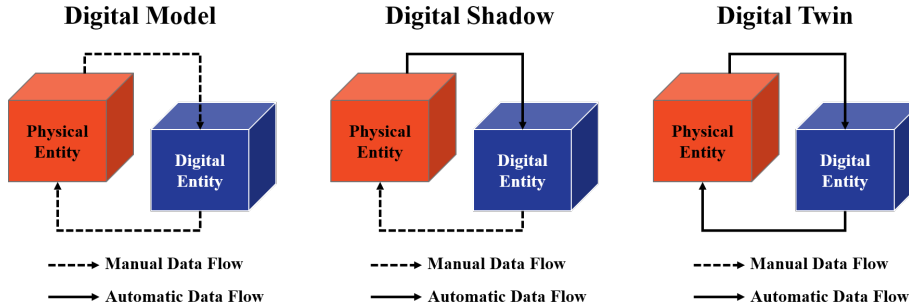 Digital Model
Physical
Entity
Digital
Entity
Manual Data Flow
Automatic Data Flow
Digital Shadow
Physical
Entity
Digital
Entity
Manual Data Flow
Automatic Data Flow
Digital Twin
Physical
Entity
Digital
Entity
Manual Data Flow
Automatic Data Flow